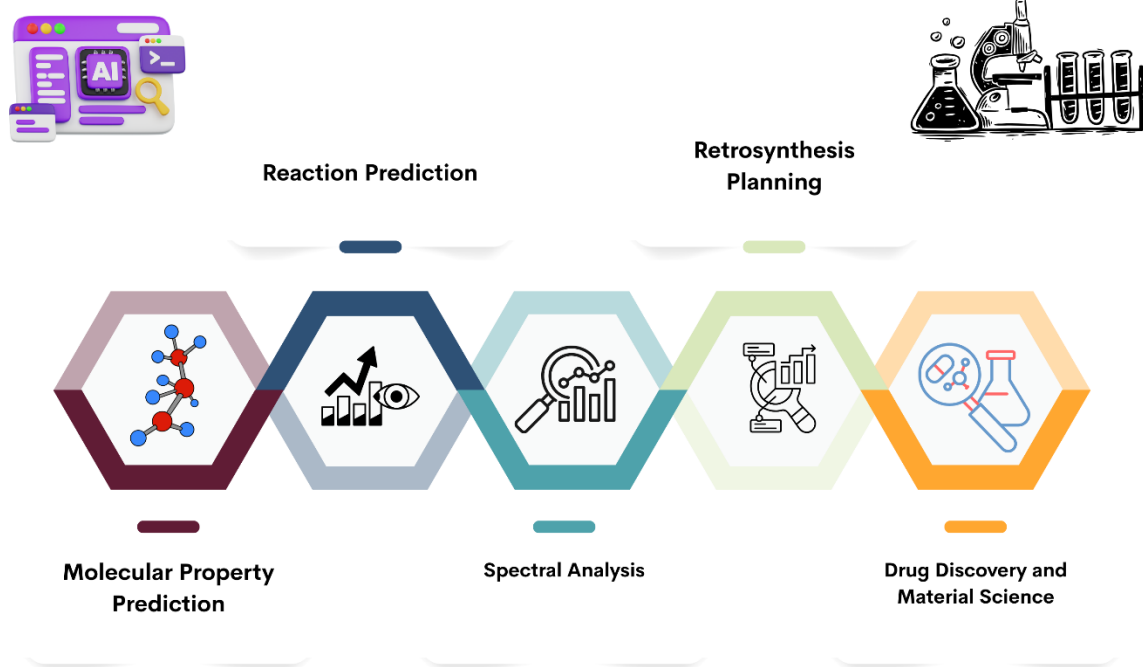 AI
>_
Reaction Prediction
Retrosynthesis
Planning
Molecular Property
Prediction
Spectral Analysis
Drug Discovery and
Material Science